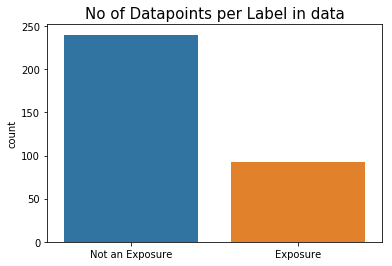 No of Datapoints per Label in data
250
200
150
100
50
0
count
Not an Exposure
Exposure